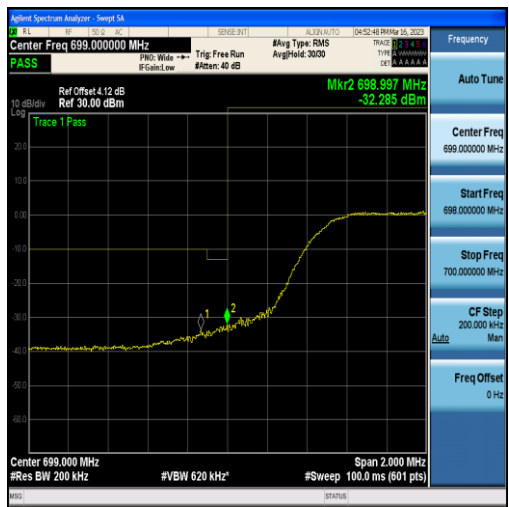 Agilent Spectrum Analyzer - Swept SA
RL RF 50 Ω AC SENSE:INT ALIGN AUTO 04:52:48 PM Mar 16, 2023
Center Freq 699.000000 MHz
#Avg Type: RMS
TRACE 1 2 3 4 5 6
PASS
PNO: Wide
Trig: Free Run
Avg|Hold: 30/30
TYPE A WWWWW
IFGain:Low
#Atten: 40 dB
DET A A A A A A
Mkr2 698.997 MHz
-32.285 dBm
Ref Offset 4.12 dB
10 dB/div Ref 30.00 dBm
Log
Trace 1 Pass
20.0
10.0
0.00
-10.0
-20.0
-30.0
-40.0
-50.0
-60.0
1
2
Center 699.000 MHz Span 2.000 MHz
#Res BW 200 kHz #VBW 620 kHz* #Sweep 100.0 ms (601 pts)
MSG STATUS
Frequency
Auto Tune
Center Freq
699.000000 MHz
Start Freq
698.000000 MHz
Stop Freq
700.000000 MHz
CF Step
200.000 kHz
Auto Man
Freq Offset
0 Hz